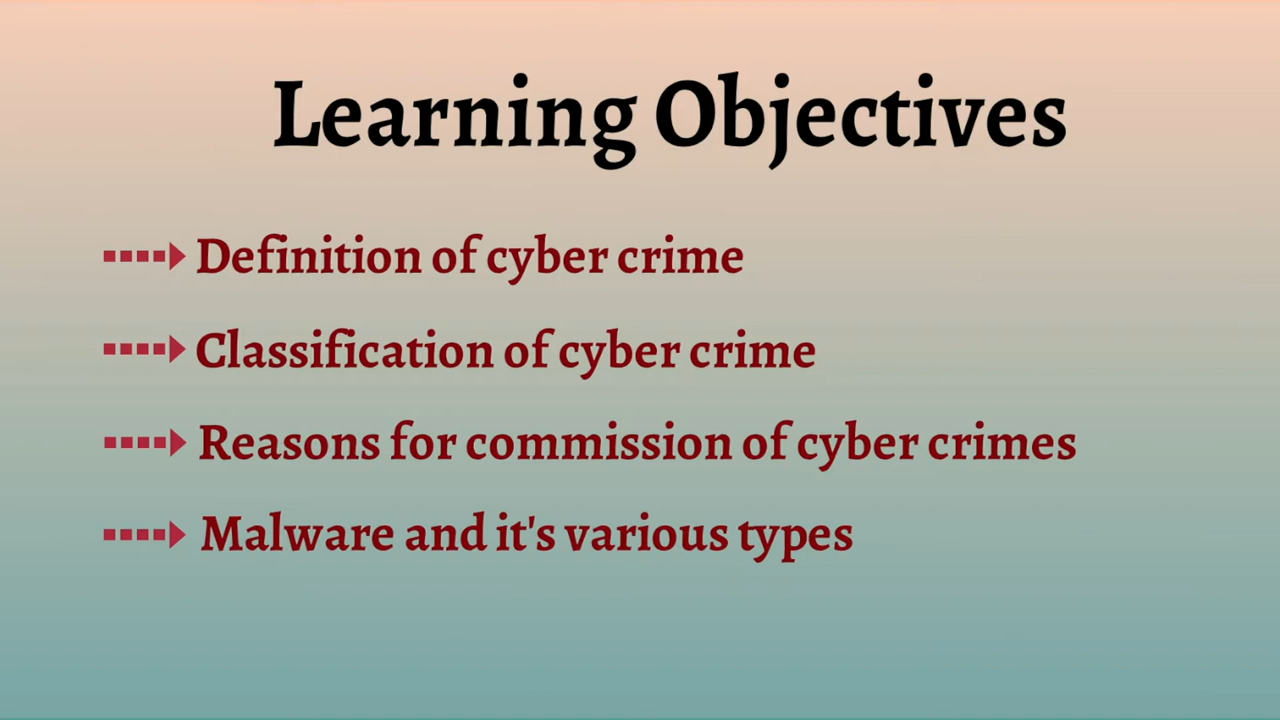 Learning Objectives
Definition of cyber crime
Classification of cyber crime
Reasons for commission of cyber crimes
Malware and it's various types